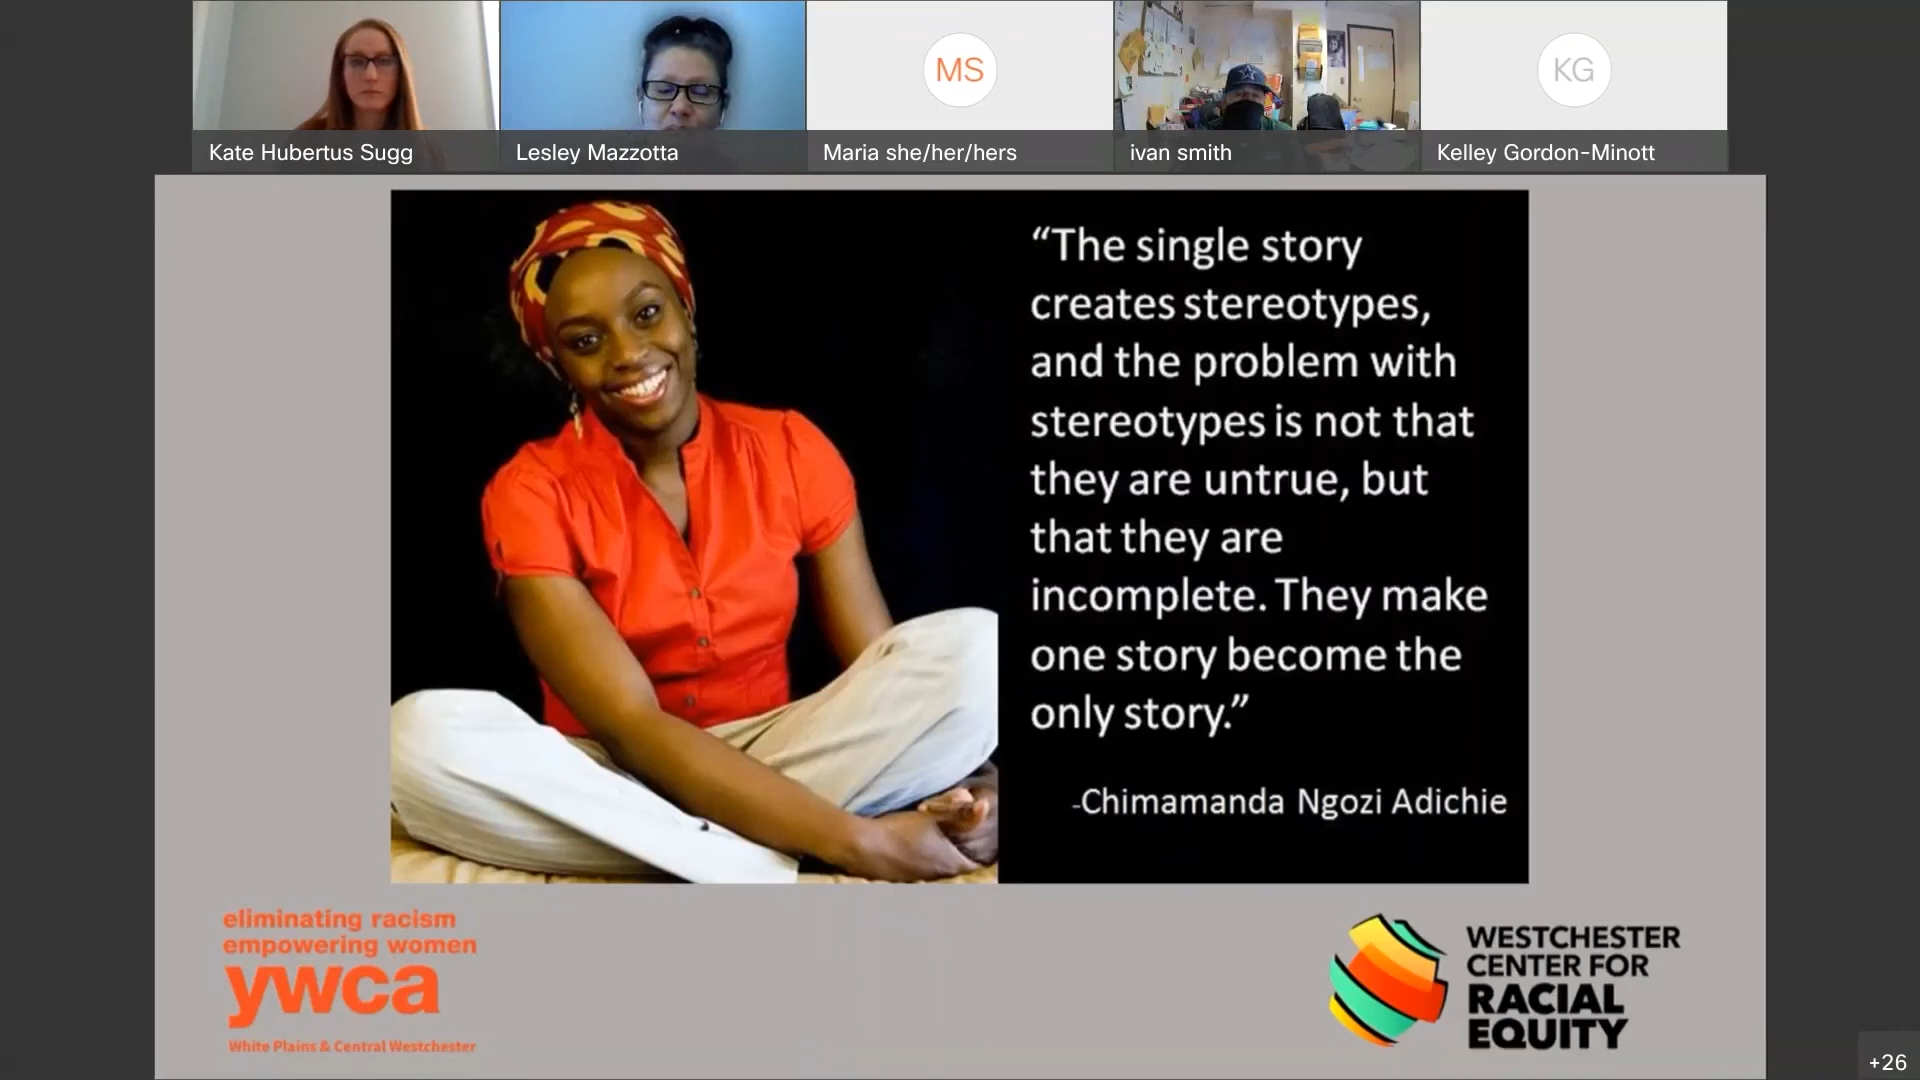 MS
KG
Kate Hubertus Sugg
Lesley Mazzotta
Maria she/her/hers
ivan smith
Kelley Gordon-Minott
“The single story
creates stereotypes,
and the problem with
stereotypes is not that
they are untrue, but
that they are
incomplete. They make
one story become the
only story.”
-Chimamanda Ngozi Adichie
eliminating racism
empowering women
ywca
White Plains & Central Westchester
WESTCHESTER
CENTER FOR
RACIAL
EQUITY
+26